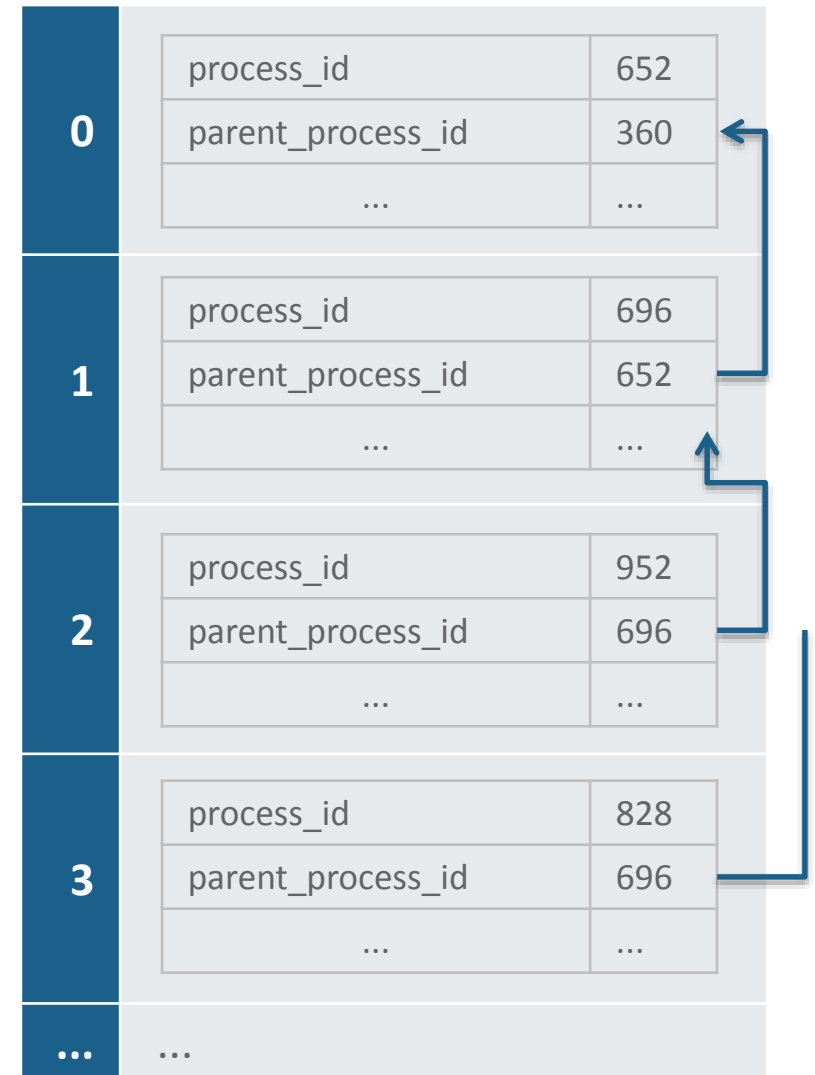 0
process_id 652
parent_process_id 360
... ...
1
process_id 696
parent_process_id 652
... ...
2
process_id 952
parent_process_id 696
... ...
3
process_id 828
parent_process_id 696
... ...
... ...